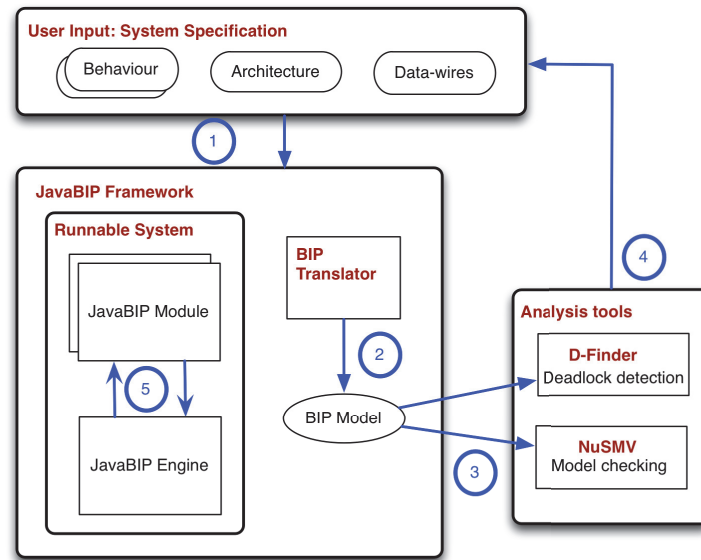 User Input: System Specification
Behaviour
Architecture
Data-wires
1
JavaBIP Framework
Runnable System
JavaBIP Module
5
JavaBIP Engine
BIP
Translator
2
BIP Model
3
4
Analysis tools
D-Finder
Deadlock detection
NuSMV
Model checking